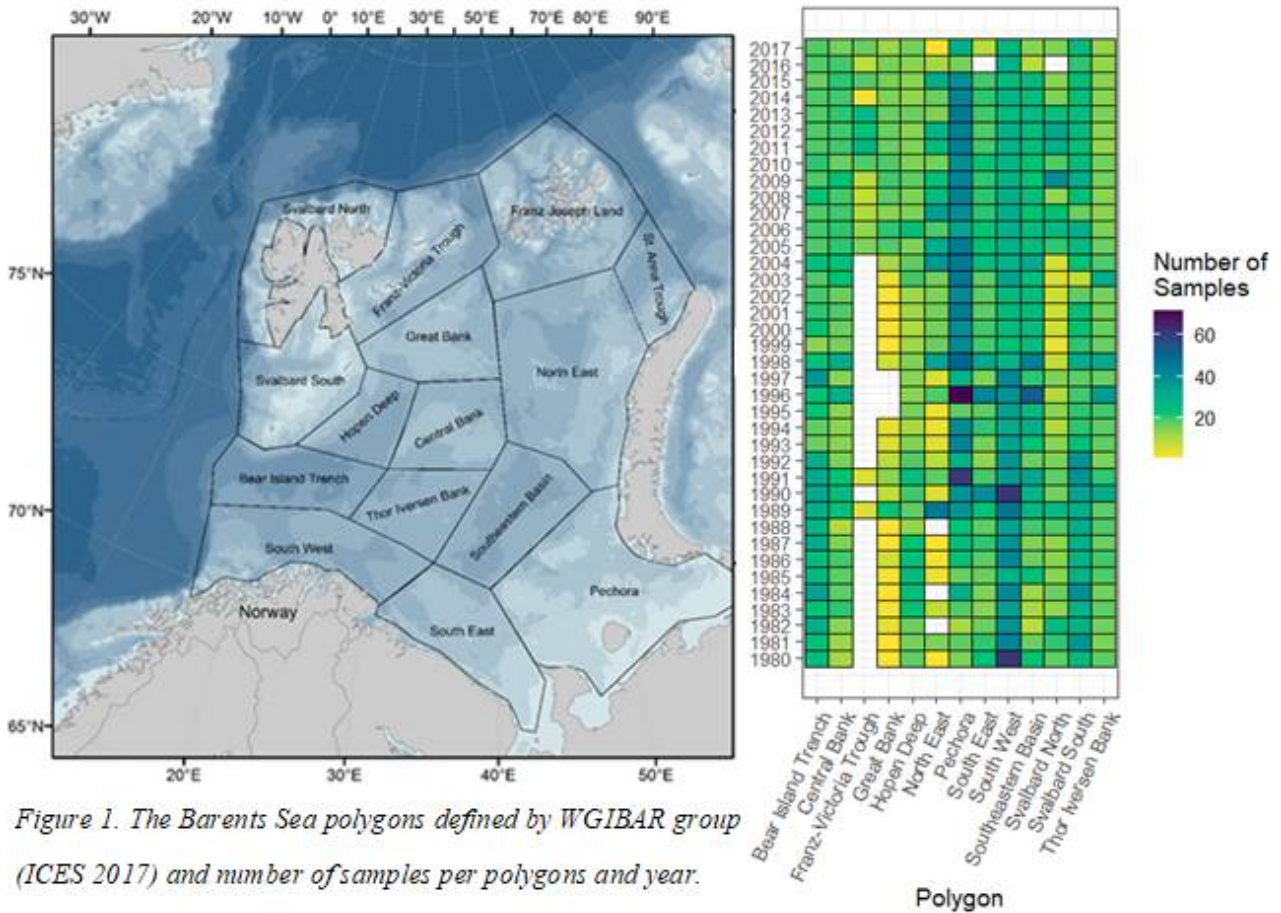 30°W 20°W 10°W 0° 10°E 20°E 30°E 40°E 50°E 70°E 80°E 90°E
75°N
70°N
65°N
20°E 30°E 40°E 50°E
Svalbard North
Franz Joseph Land
Franz-Victoria Trough
St. Anna Trough
Great Bank
North East
Svalbard South
Hopen Deep
Central Bank
Bear Island Trench
Thor Iversen Bank
Southeastern Basin
South West
Pechora
Norway
South East
Figure 1. The Barents Sea polygons defined by WGIBAR group
(ICES 2017) and number of samples per polygons and year.
2017
2016
2015
2014
2013
2012
2011
2010
2009
2008
2007
2006
2005
2004
2003
2002
2001
2000
1999
1998
1997
1996
1995
1994
1993
1992
1991
1990
1989
1988
1987
1986
1985
1984
1983
1982
1981
1980
Bear Island Trench
Central Bank
Franz-Victoria Trough
Great Bank
Hopen Deep
North East
Pechora
South East
South West
Southeastern Basin
Svalbard North
Svalbard South
Thor Iversen Bank
Polygon
Number of
Samples
60
40
20